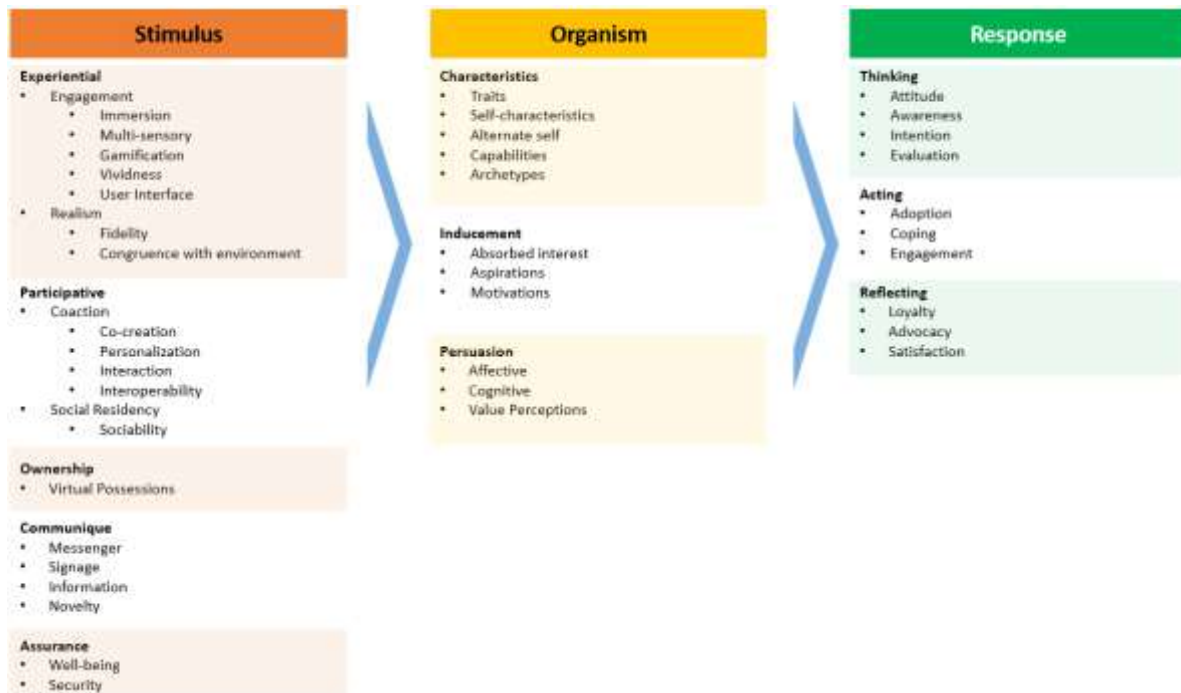 Stimulus
Experiential
• Engagement
• Immersion
• Multi-sensory
• Gamification
• Vividness
• User Interface
• Realism
• Fidelity
• Congruence with environment
Participative
• Coaction
• Co-creation
• Personalization
• Interaction
• Interoperability
• Social Residency
• Sociability
Ownership
• Virtual Possessions
Communique
• Messenger
• Signage
• Information
• Novelty
Assurance
• Well-being
• Security
Organism
Characteristics
• Traits
• Self-characteristics
• Alternate self
• Capabilities
• Archetypes
Inducement
• Absorbed interest
• Aspirations
• Motivations
Persuasion
• Affective
• Cognitive
• Value Perceptions
Response
Thinking
• Attitude
• Awareness
• Intention
• Evaluation
Acting
• Adoption
• Coping
• Engagement
Reflecting
• Loyalty
• Advocacy
• Satisfaction